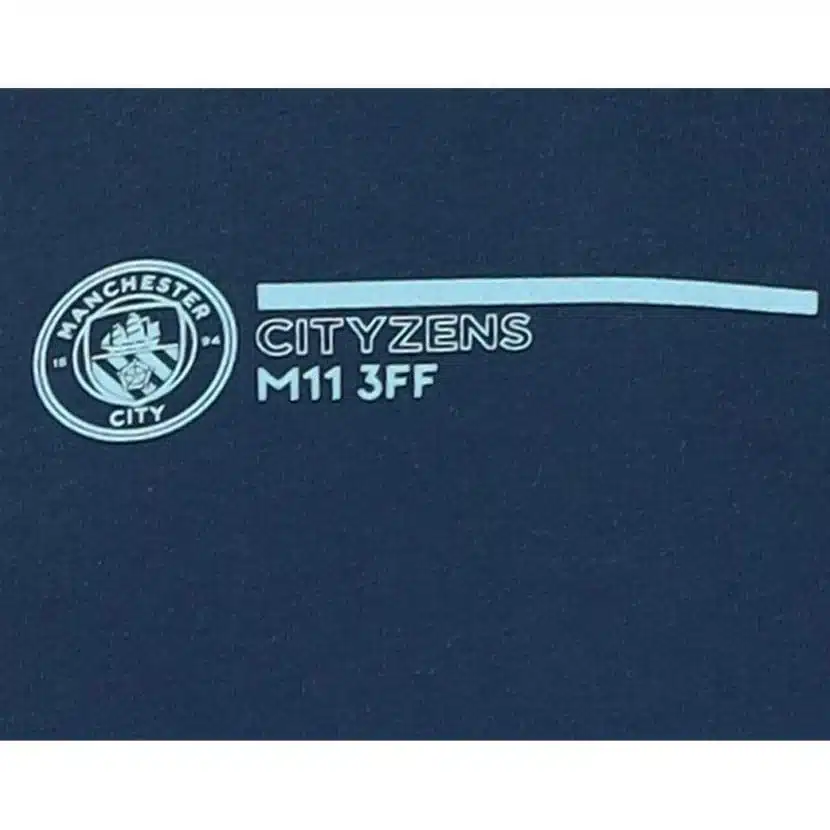 MANCHESTER
18 94
CITY
CITYZENS
M11 3FF